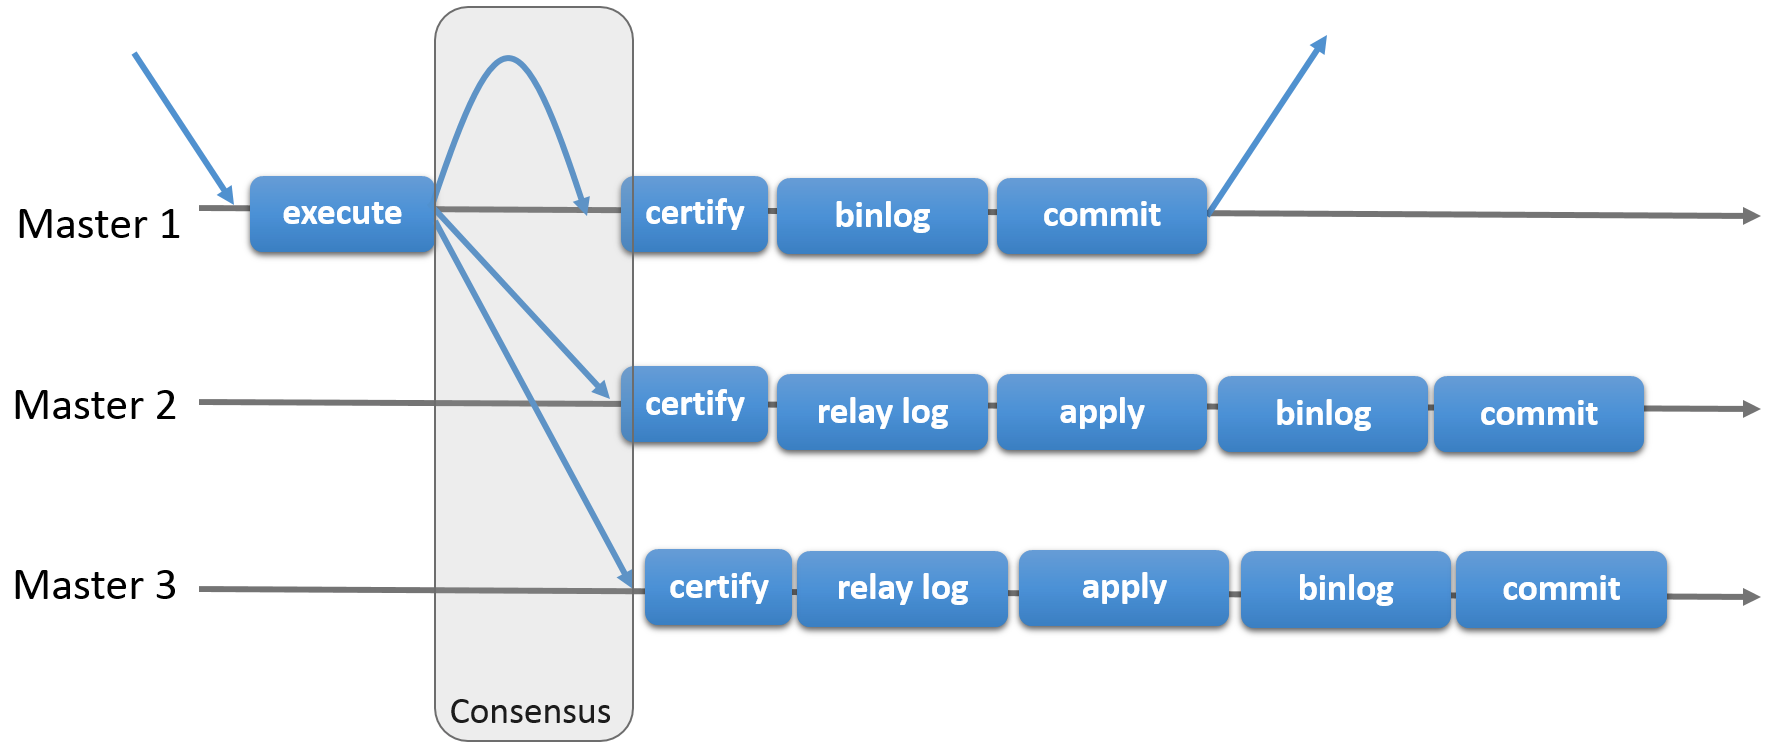 Master 1
execute
certify
binlog
commit
Master 2
certify
relay log
apply
binlog
commit
Master 3
certify
relay log
apply
binlog
commit
Consensus